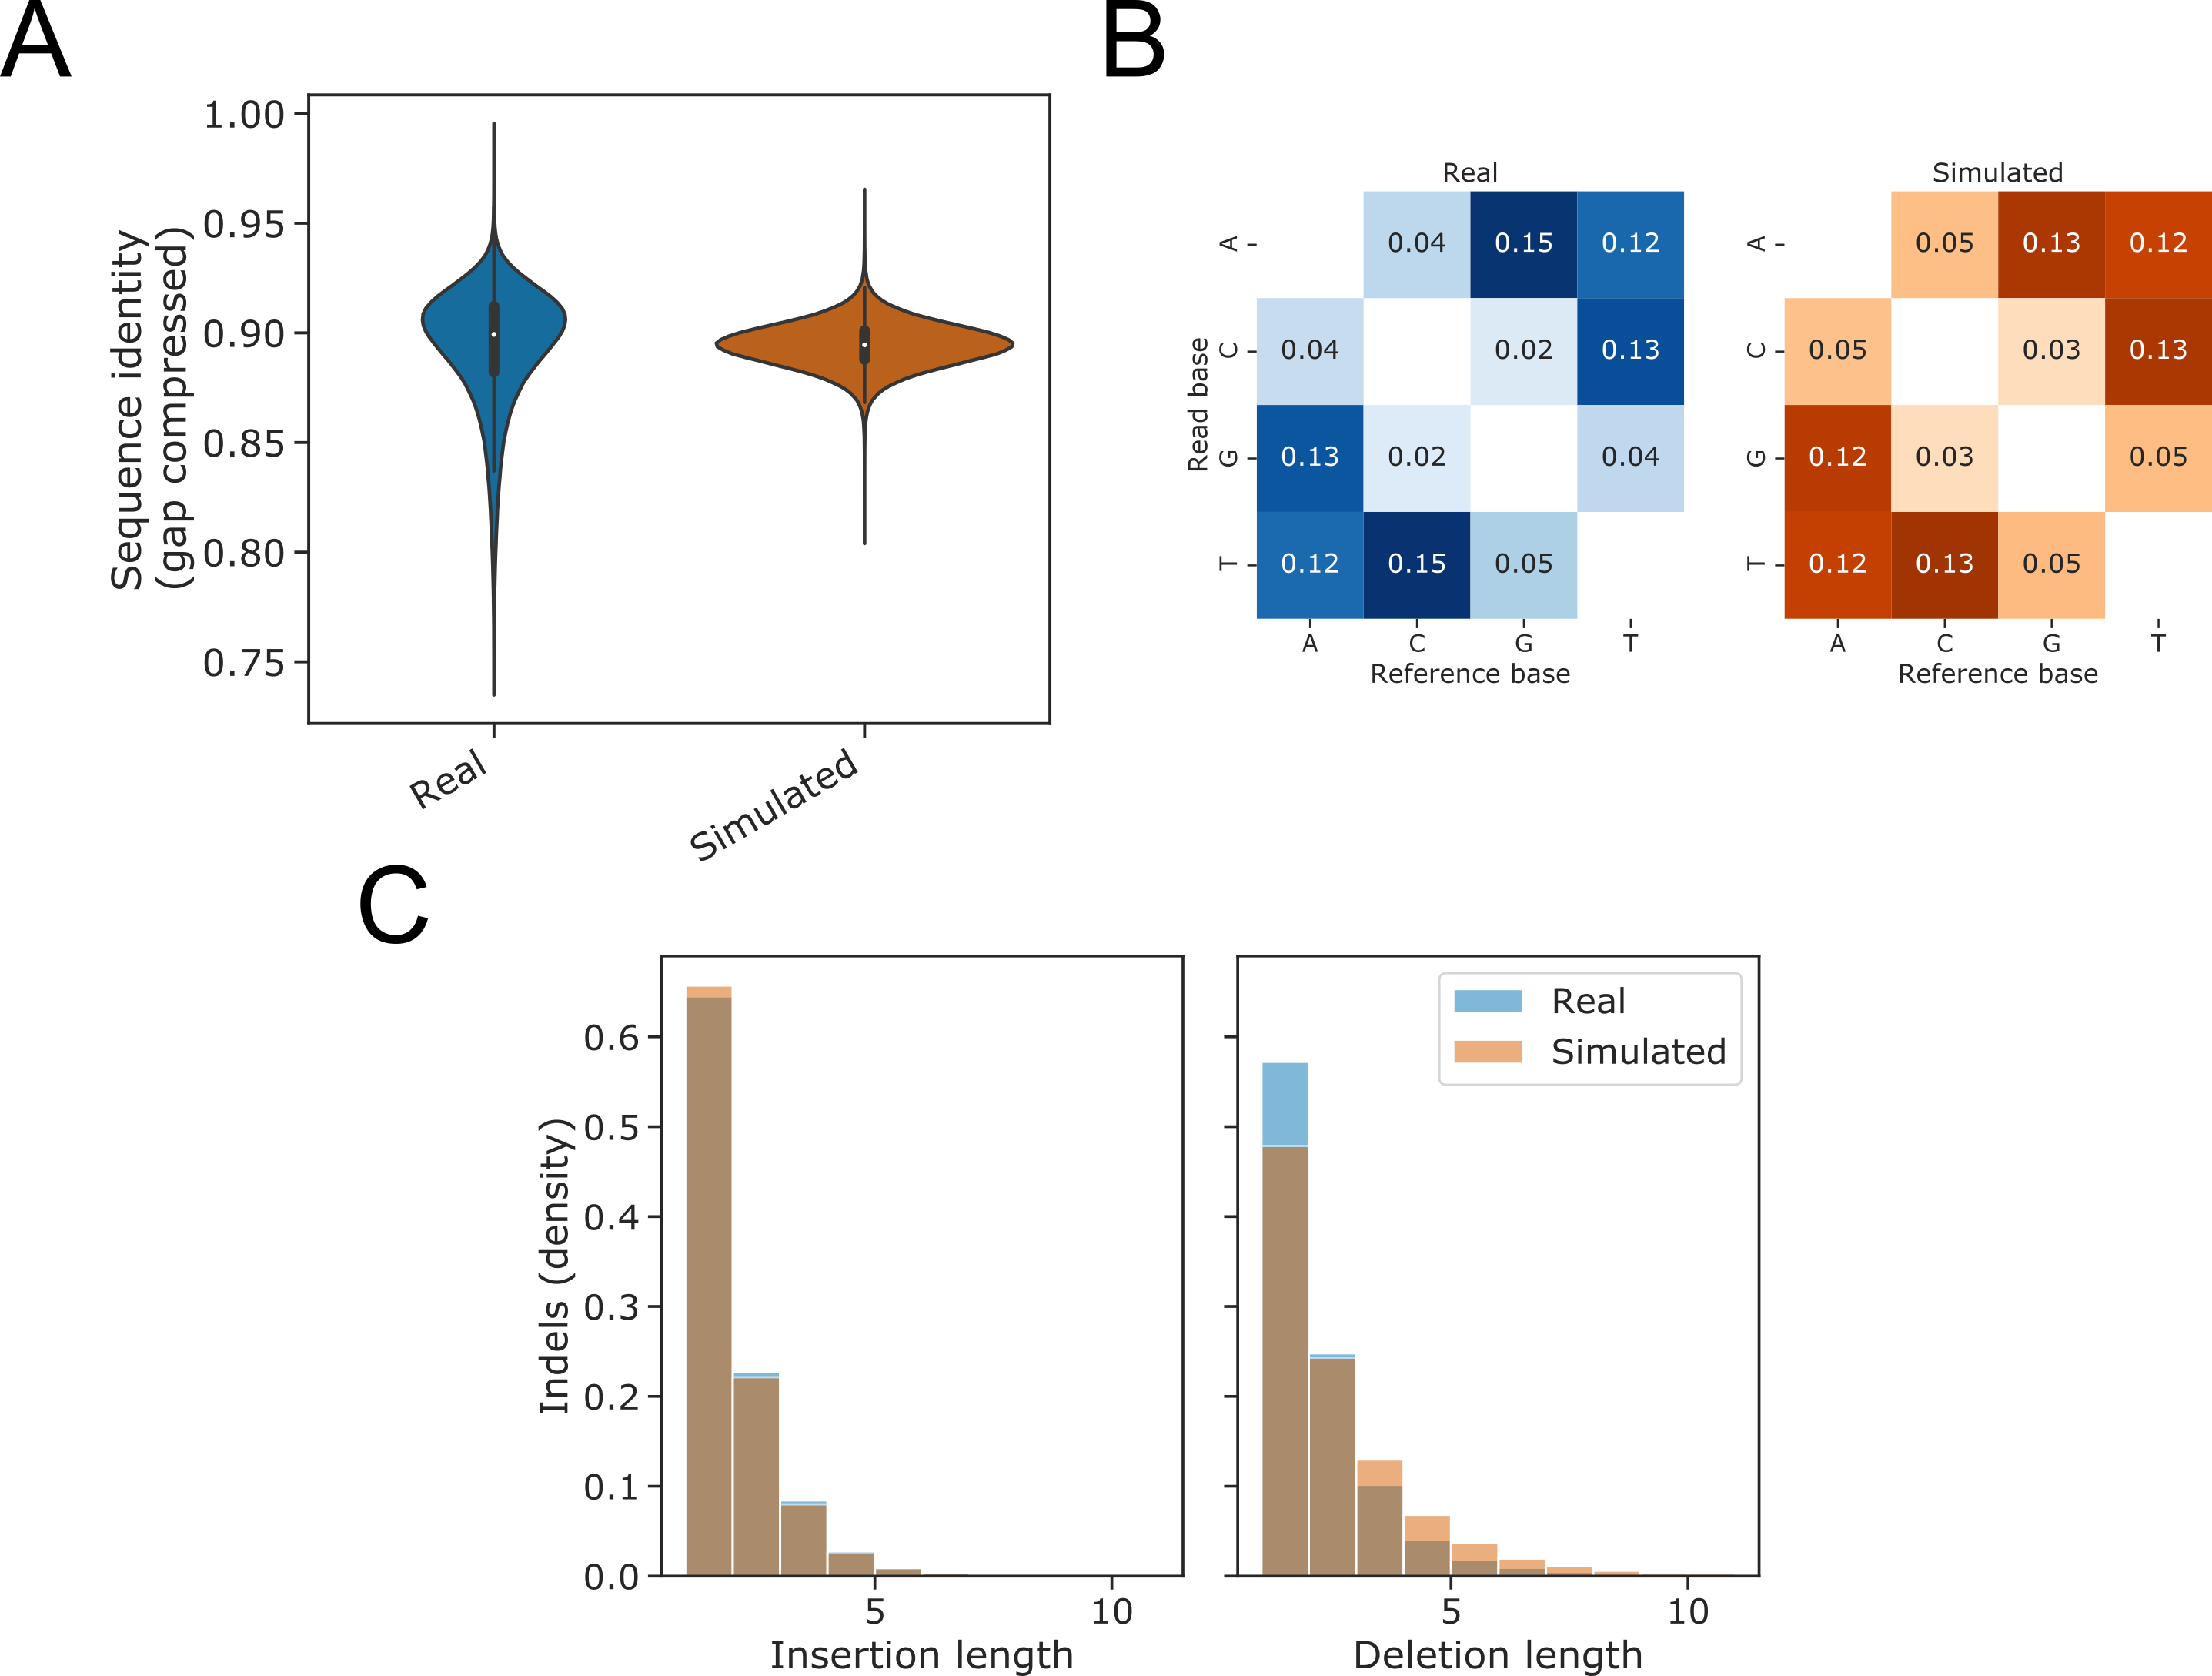 A
Sequence identity
(gap compressed)
1.00
0.95
0.90
0.85
0.80
0.75
Real
Simulated
B
Real
Read base
A
C
G
T
0.04 0.15 0.12
0.04 0.02 0.13
0.13 0.02 0.04
0.12 0.15 0.05
A C G T
Reference base
Simulated
A
C
G
T
0.05 0.13 0.12
0.05 0.03 0.13
0.12 0.03 0.05
0.12 0.13 0.05
A C G T
Reference base
C
Indels (density)
0.6
0.5
0.4
0.3
0.2
0.1
0.0
5 10
Insertion length
Real
Simulated
5 10
Deletion length